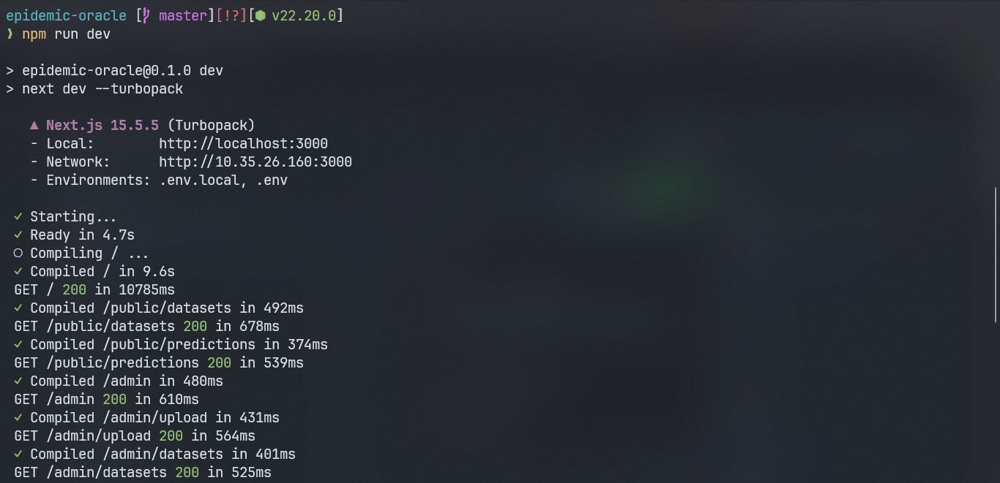 epidemic-oracle [ master][!?][⬢ v22.20.0]
❯ npm run dev
> epidemic-oracle@0.1.0 dev
> next dev --turbopack
▲ Next.js 15.5.5 (Turbopack)
- Local: http://localhost:3000
- Network: http://10.35.26.160:3000
- Environments: .env.local, .env
✓ Starting...
✓ Ready in 4.7s
○ Compiling / ...
✓ Compiled / in 9.6s
GET / 200 in 10785ms
✓ Compiled /public/datasets in 492ms
GET /public/datasets 200 in 678ms
✓ Compiled /public/predictions in 374ms
GET /public/predictions 200 in 539ms
✓ Compiled /admin in 480ms
GET /admin 200 in 610ms
✓ Compiled /admin/upload in 431ms
GET /admin/upload 200 in 564ms
✓ Compiled /admin/datasets in 401ms
GET /admin/datasets 200 in 525ms